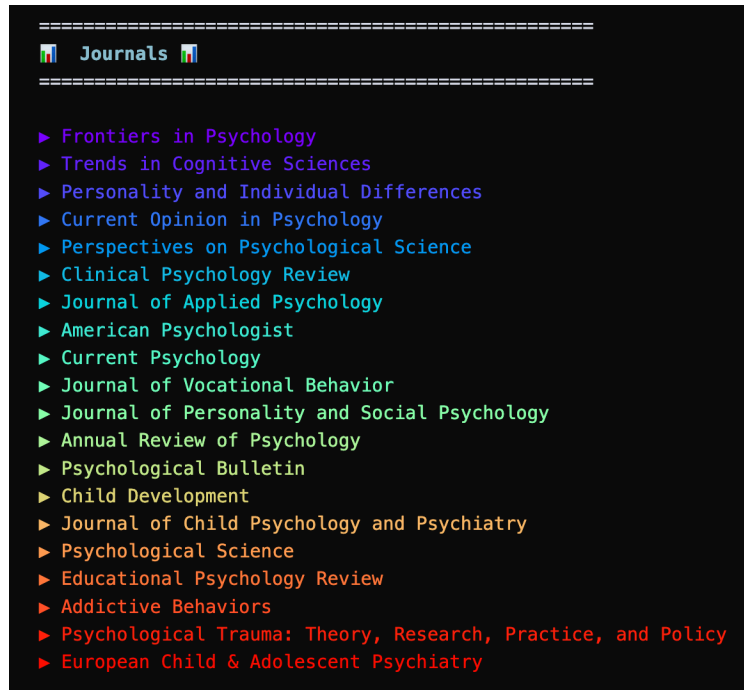 ==================================================
📊 Journals 📊
==================================================
▶ Frontiers in Psychology
▶ Trends in Cognitive Sciences
▶ Personality and Individual Differences
▶ Current Opinion in Psychology
▶ Perspectives on Psychological Science
▶ Clinical Psychology Review
▶ Journal of Applied Psychology
▶ American Psychologist
▶ Current Psychology
▶ Journal of Vocational Behavior
▶ Journal of Personality and Social Psychology
▶ Annual Review of Psychology
▶ Psychological Bulletin
▶ Child Development
▶ Journal of Child Psychology and Psychiatry
▶ Psychological Science
▶ Educational Psychology Review
▶ Addictive Behaviors
▶ Psychological Trauma: Theory, Research, Practice, and Policy
▶ European Child & Adolescent Psychiatry